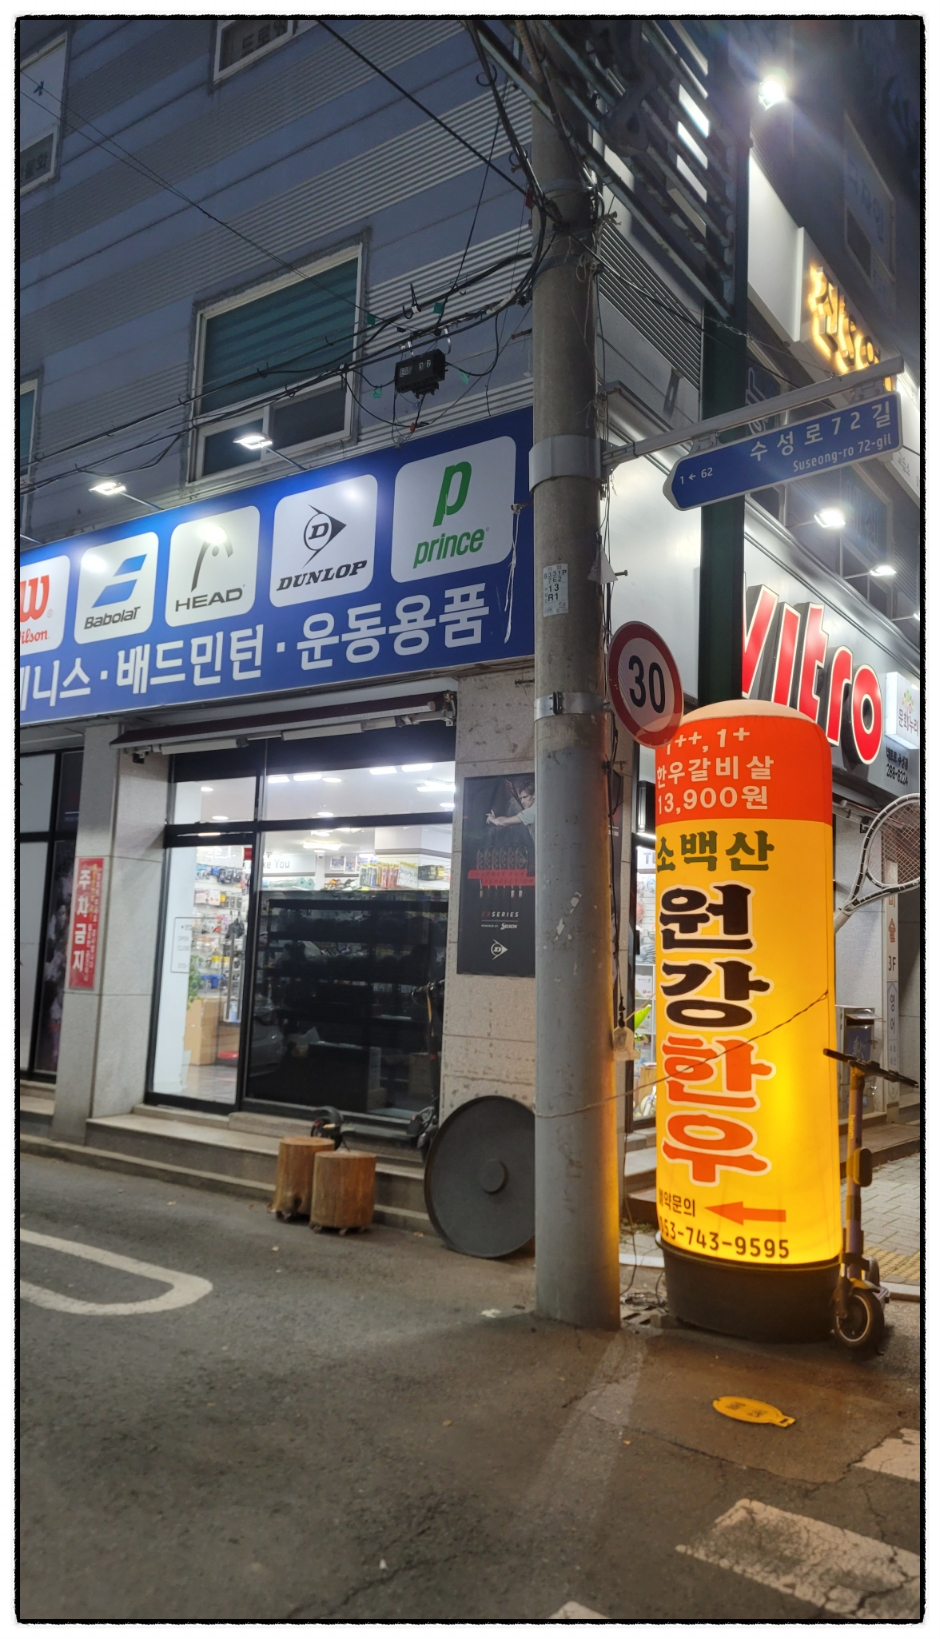 Wilson
Babolat
HEAD
DUNLOP
p
prince
테니스·배드민턴·운동용품
1 ← 62
수성로72길
Suseong-ro 72-gil
Vitro
30
1++, 1+
한우갈비살
13,900원
소백산
원강한우
예약문의
053-743-9595
주차금지
SERIES
3F